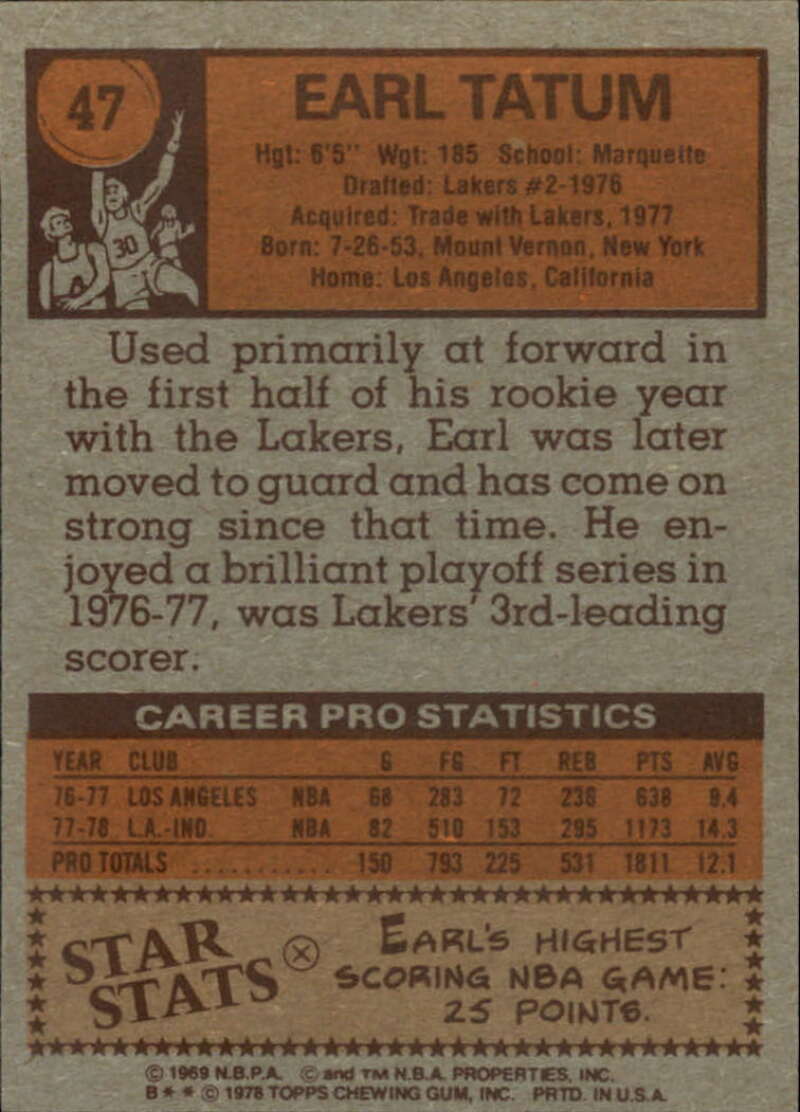 47
EARL TATUM
Hgt: 6'5" Wgt: 185 School: Marquette
Drafted: Lakers #2-1976
Acquired: Trade with Lakers, 1977
Born: 7-26-53, Mount Vernon, New York
Home: Los Angeles, California
30
Used primarily at forward in
the first half of his rookie year
with the Lakers, Earl was later
moved to guard and has come on
strong since that time. He en-
joyed a brilliant playoff series in
1976-77, was Lakers' 3rd-leading
scorer.
CAREER PRO STATISTICS
YEAR CLUB G FG FT REB PTS AVG
76-77 LOS ANGELES NBA 68 283 72 236 638 9.4
77-78 L.A.-IND. NBA 82 510 153 295 1173 14.3
PRO TOTALS ............ 150 793 225 531 1811 12.1
STAR
STATS
EARL'S HIGHEST
SCORING NBA GAME:
25 POINTS.
© 1969 N.B.P.A. © and TM N.B.A. PROPERTIES, INC.
B * * © 1978 TOPPS CHEWING GUM, INC. PRTD. IN U.S.A.